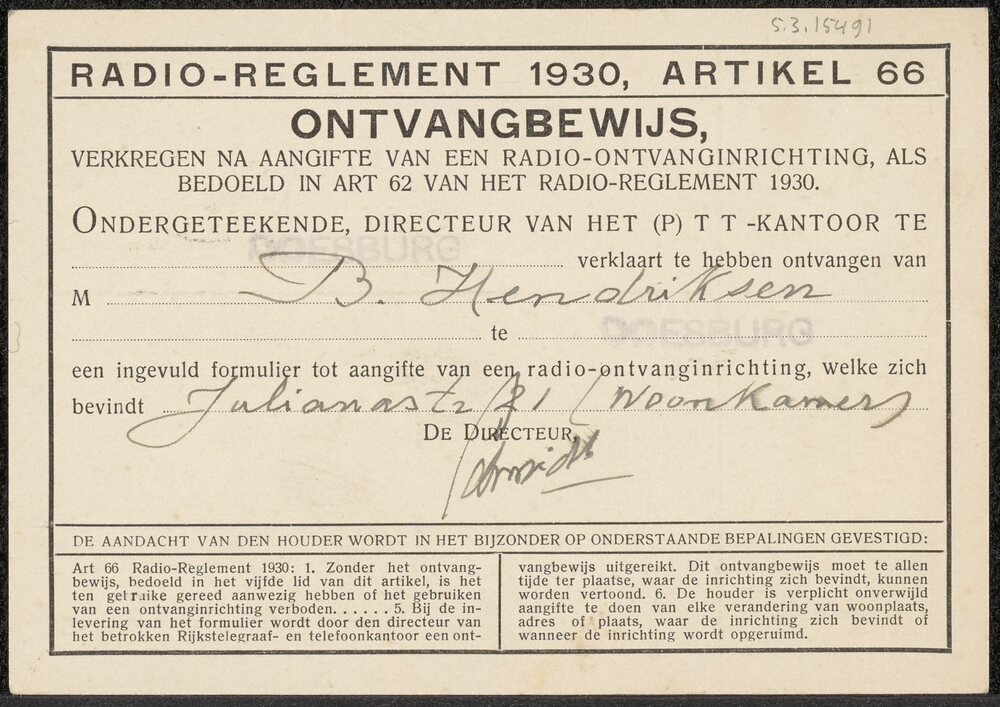 S.3.15491
RADIO-REGLEMENT 1930, ARTIKEL 66
ONTVANGBEWIJS,
VERKREGEN NA AANGIFTE VAN EEN RADIO-ONTVANGINRICHTING, ALS
BEDOELD IN ART 62 VAN HET RADIO-REGLEMENT 1930.
ONDERGETEEKENDE, DIRECTEUR VAN HET (P) T T -KANTOOR TE
DOESBURG verklaart te hebben ontvangen van
M B. Hendriksen
te DOESBURG
een ingevuld formulier tot aangifte van een radio-ontvanginrichting, welke zich
bevindt Julianastr 21 (Woonkamer)
DE DIRECTEUR,
DE AANDACHT VAN DEN HOUDER WORDT IN HET BIJZONDER OP ONDERSTAANDE BEPALINGEN GEVESTIGD:
Art 66 Radio-Reglement 1930: 1. Zonder het ontvang-
bewijs, bedoeld in het vijfde lid van dit artikel, is het
ten getraike gereed aanwezig hebben of het gebruiken
van een ontvanginrichting verboden. . . . . . 5. Bij de in-
levering van het formulier wordt door den directeur van
het betrokken Rijkstelegraaf- en telefoonkantoor een ont-
vangbewijs uitgereikt. Dit ontvangbewijs moet te allen
tijde ter plaatse, waar de inrichting zich bevindt, kunnen
worden vertoond. 6. De houder is verplicht onverwijld
aangifte te doen van elke verandering van woonplaats,
adres of plaats, waar de inrichting zich bevindt of
wanneer de inrichting wordt opgeruimd.